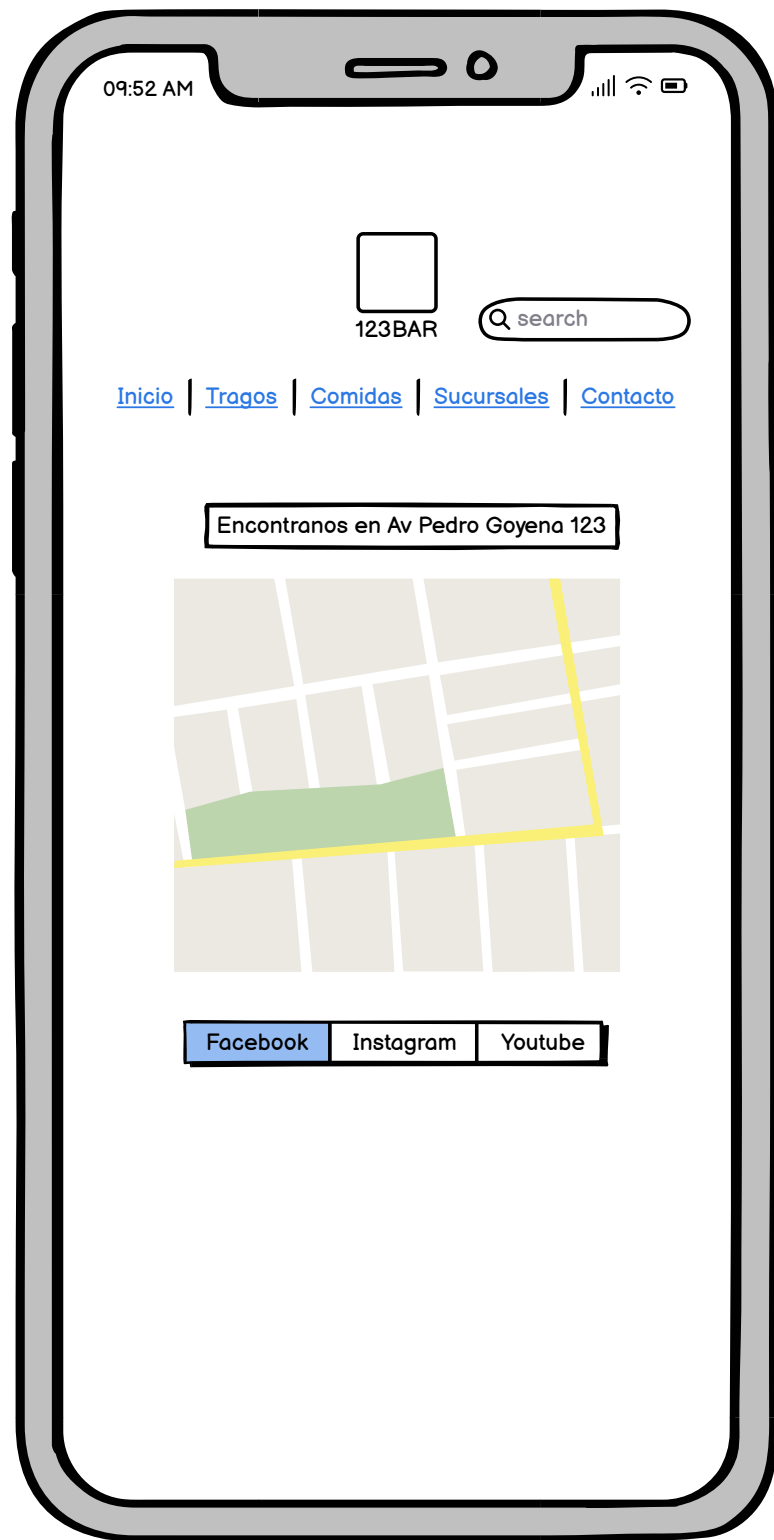 09:52 AM
123BAR
search
Inicio Tragos Comidas Sucursales Contacto
Encontranos en Av Pedro Goyena 123
Facebook Instagram Youtube